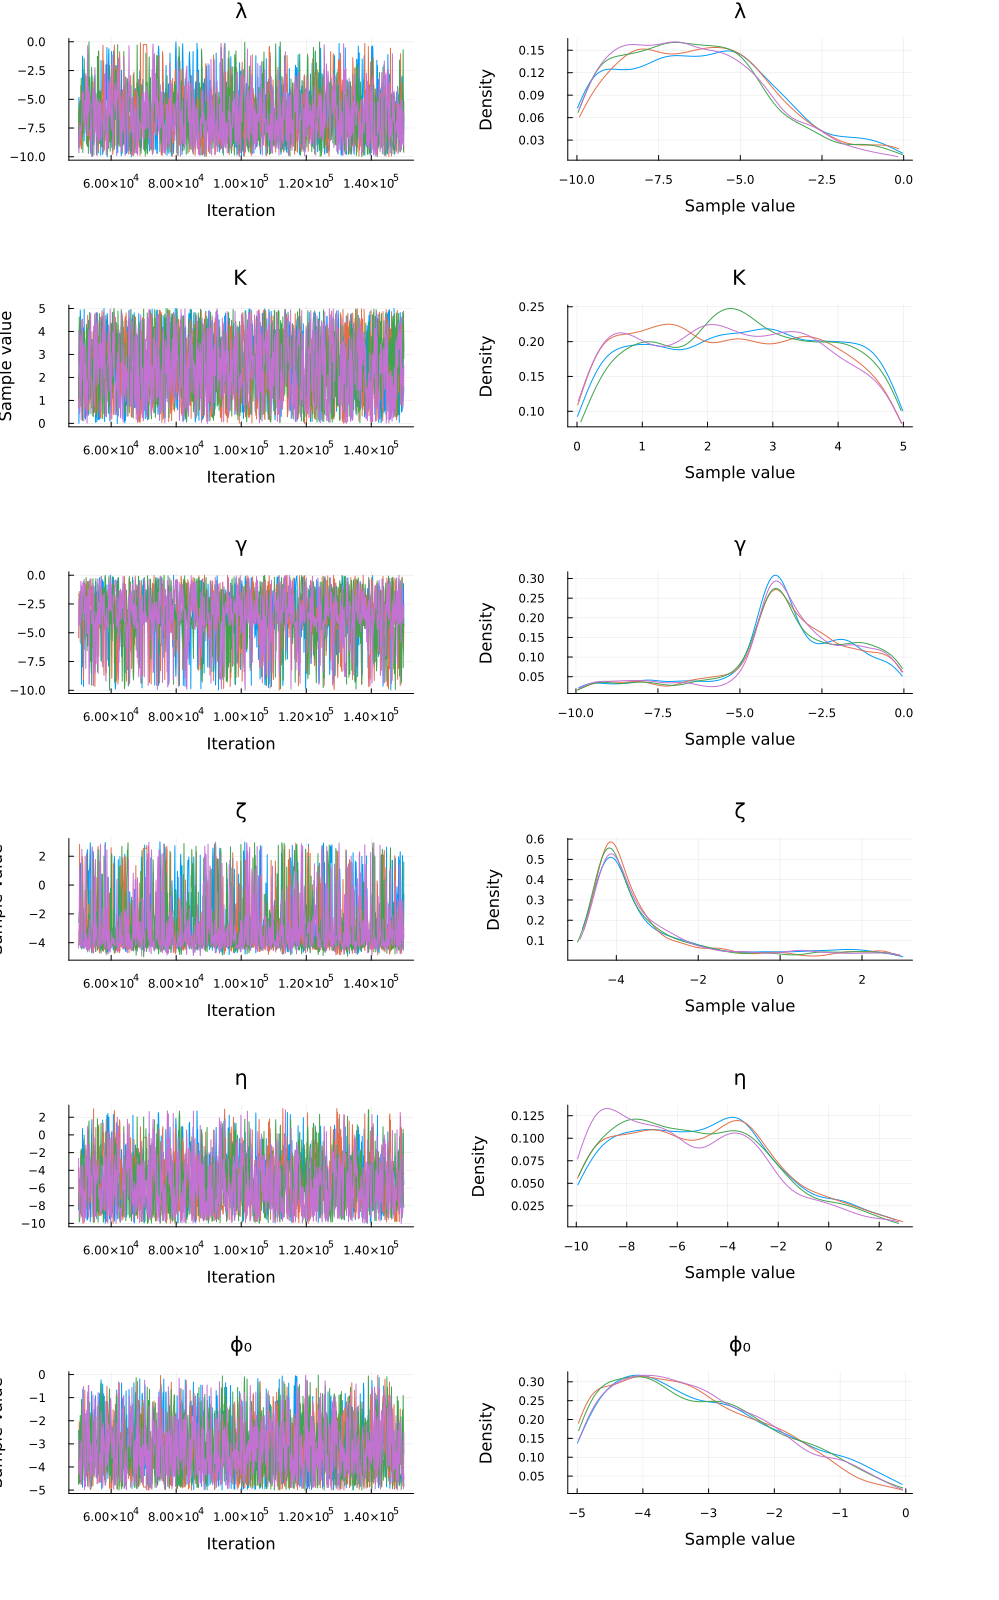 λ
λ
0.0
−2.5
−5.0
−7.5
−10.0
6.00×10⁴ 8.00×10⁴ 1.00×10⁵ 1.20×10⁵ 1.40×10⁵
Iteration
Density
0.15
0.12
0.09
0.06
0.03
−10.0 −7.5 −5.0 −2.5 0.0
Sample value
K
K
Sample value
5
4
3
2
1
0
6.00×10⁴ 8.00×10⁴ 1.00×10⁵ 1.20×10⁵ 1.40×10⁵
Iteration
Density
0.25
0.20
0.15
0.10
0 1 2 3 4 5
Sample value
γ
γ
0.0
−2.5
−5.0
−7.5
−10.0
6.00×10⁴ 8.00×10⁴ 1.00×10⁵ 1.20×10⁵ 1.40×10⁵
Iteration
Density
0.30
0.25
0.20
0.15
0.10
0.05
−10.0 −7.5 −5.0 −2.5 0.0
Sample value
ζ
ζ
2
0
−2
−4
6.00×10⁴ 8.00×10⁴ 1.00×10⁵ 1.20×10⁵ 1.40×10⁵
Iteration
Density
0.6
0.5
0.4
0.3
0.2
0.1
−4 −2 0 2
Sample value
η
η
2
0
−2
−4
−6
−8
−10
6.00×10⁴ 8.00×10⁴ 1.00×10⁵ 1.20×10⁵ 1.40×10⁵
Iteration
Density
0.125
0.100
0.075
0.050
0.025
−10 −8 −6 −4 −2 0 2
Sample value
ϕ₀
ϕ₀
0
−1
−2
−3
−4
−5
6.00×10⁴ 8.00×10⁴ 1.00×10⁵ 1.20×10⁵ 1.40×10⁵
Iteration
Density
0.30
0.25
0.20
0.15
0.10
0.05
−5 −4 −3 −2 −1 0
Sample value